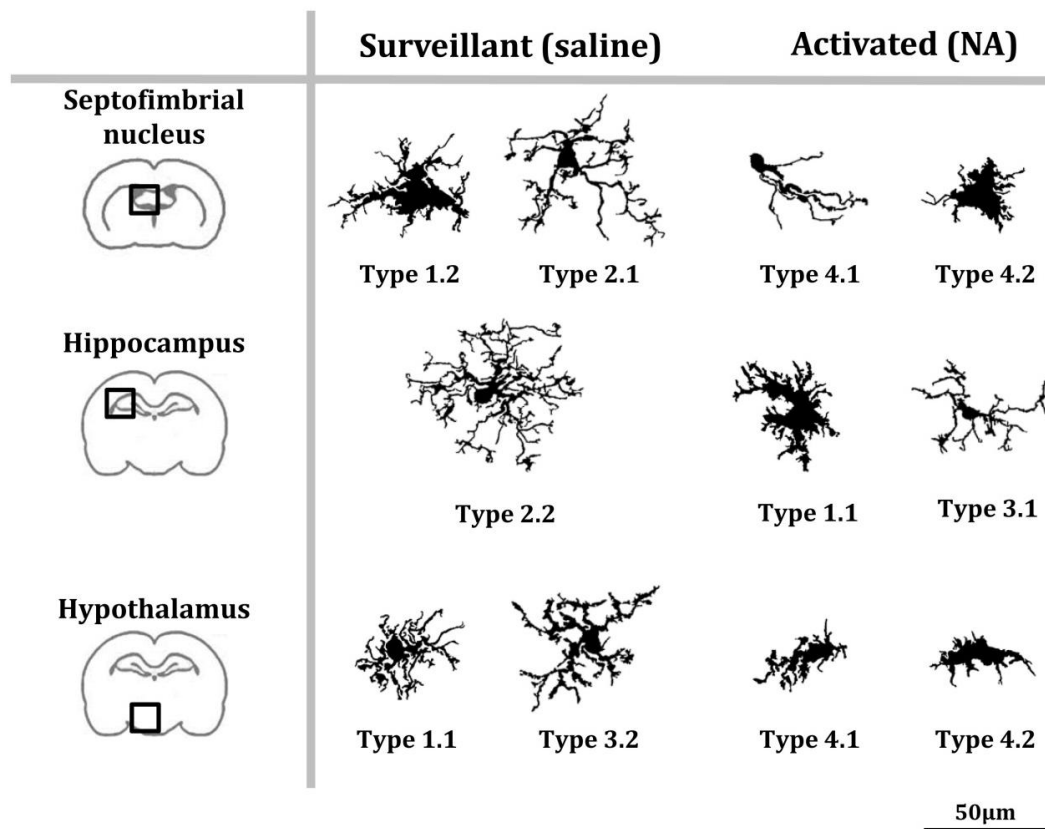 Surveillant (saline)
Activated (NA)
Septofimbrial
nucleus
Type 1.2
Type 2.1
Type 4.1
Type 4.2
Hippocampus
Type 2.2
Type 1.1
Type 3.1
Hypothalamus
Type 1.1
Type 3.2
Type 4.1
Type 4.2
50µm